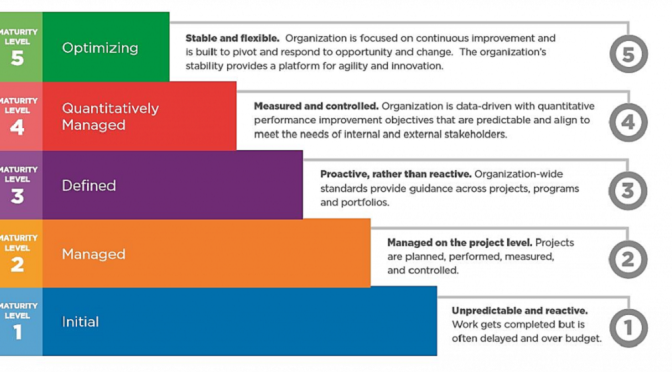 MATURITY
LEVEL
5
Optimizing
Stable and flexible. Organization is focused on continuous improvement and
is built to pivot and respond to opportunity and change. The organization's
stability provides a platform for agility and innovation.
5
MATURITY
LEVEL
4
Quantitatively
Managed
Measured and controlled. Organization is data-driven with quantitative
performance improvement objectives that are predictable and align to
meet the needs of internal and external stakeholders.
4
MATURITY
LEVEL
3
Defined
Proactive, rather than reactive. Organization-wide
standards provide guidance across projects, programs
and portfolios.
3
MATURITY
LEVEL
2
Managed
Managed on the project level. Projects
are planned, performed, measured,
and controlled.
2
MATURITY
LEVEL
1
Initial
Unpredictable and reactive.
Work gets completed but is
often delayed and over budget.
1